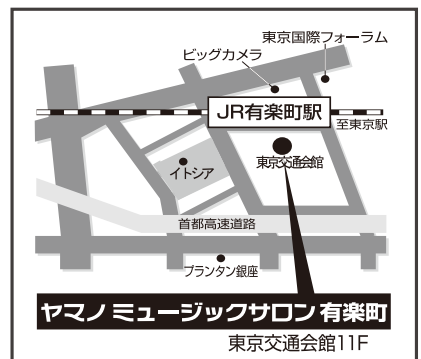 東京国際フォーラム
ビッグカメラ
JR有楽町駅
至東京駅
東京交通会館
イトシア
首都高速道路
プランタン銀座
ヤマノ ミュージックサロン 有楽町
東京交通会館11F